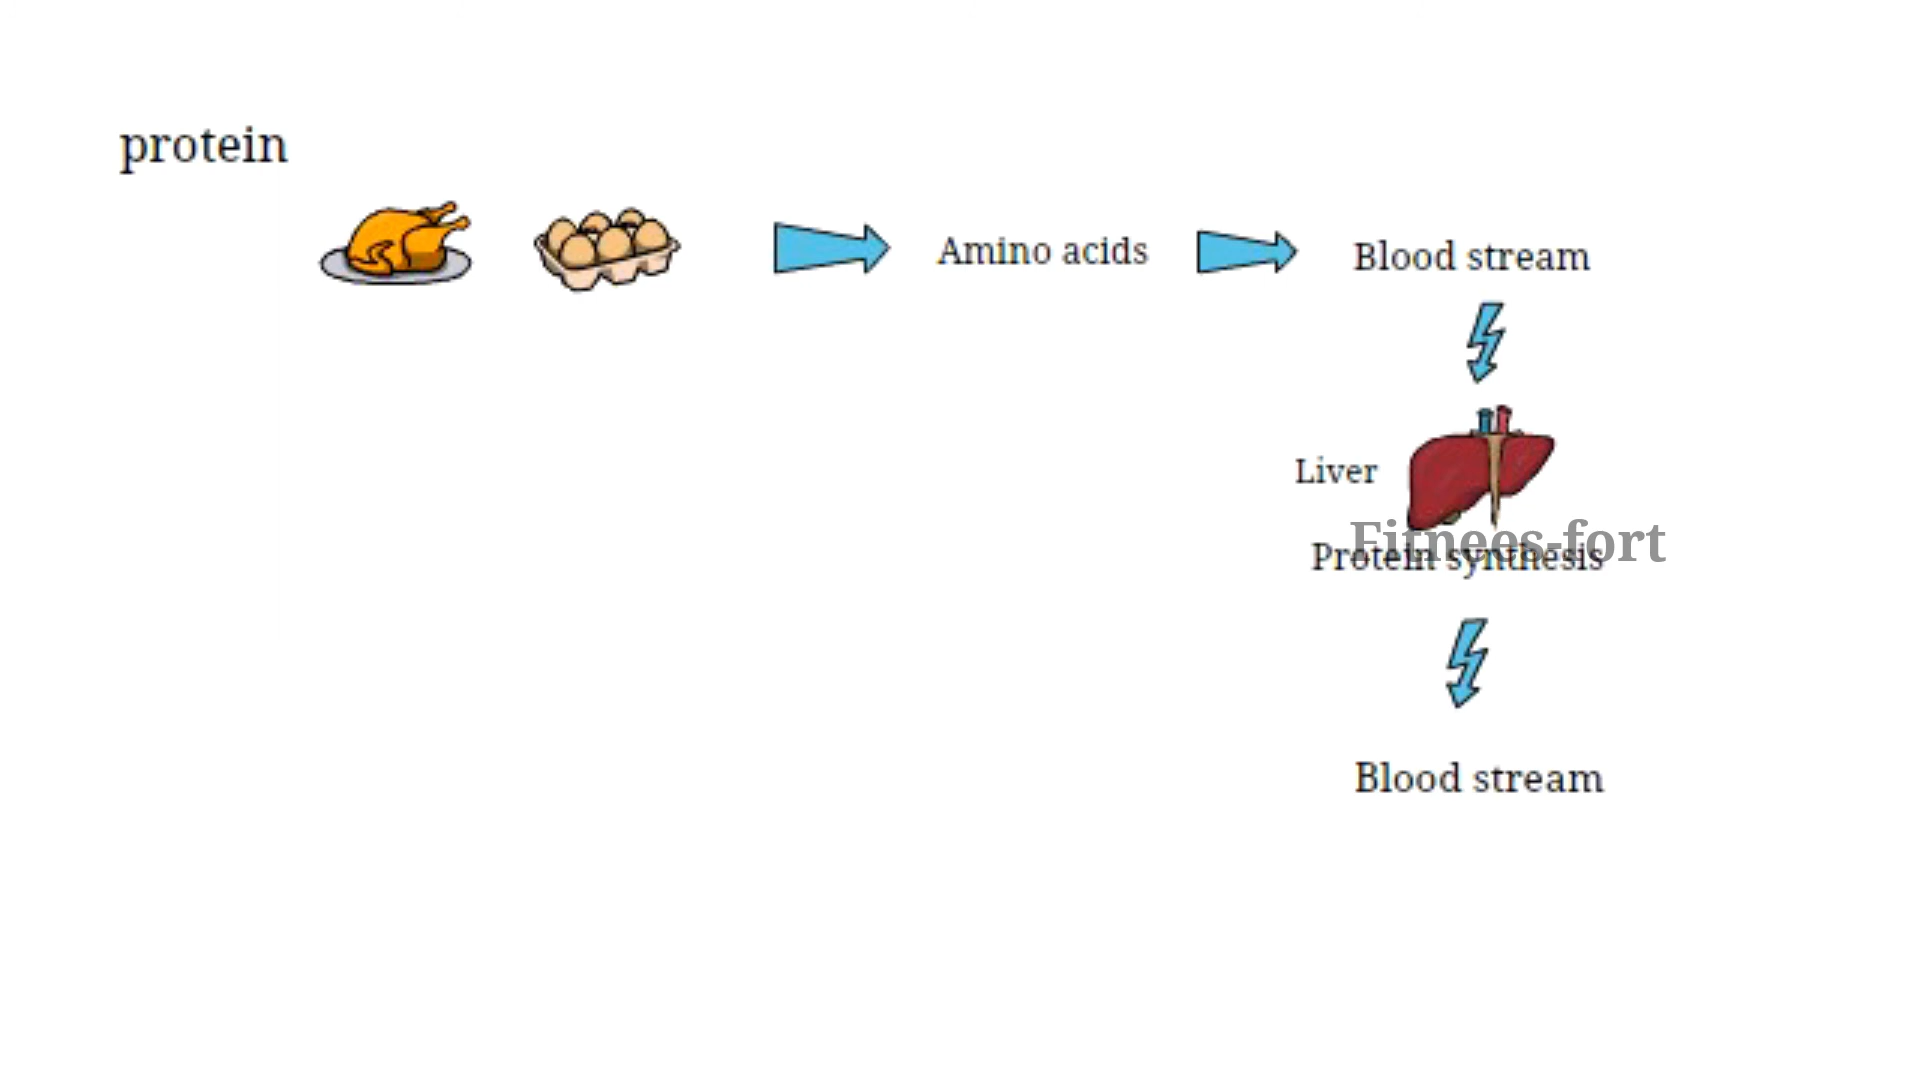 protein
Amino acids
Blood stream
Liver
Fitnees-fort
Protein synthesis
Blood stream